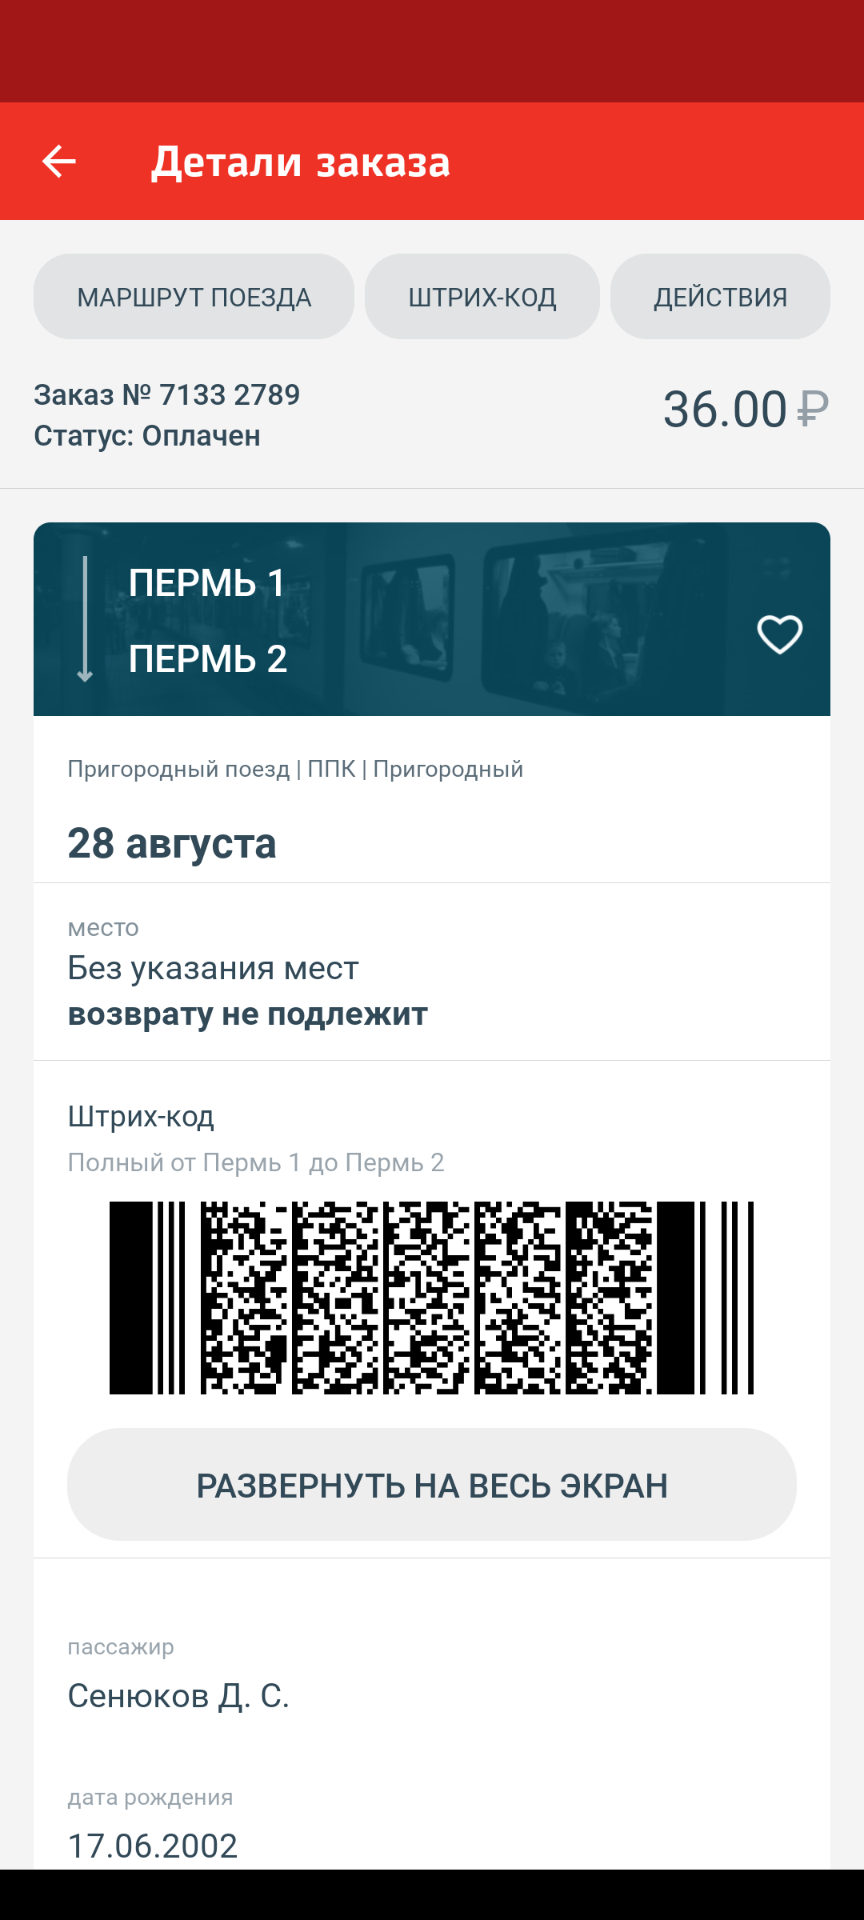 Детали заказа
МАРШРУТ ПОЕЗДА ШТРИХ-КОД ДЕЙСТВИЯ
Заказ № 7133 2789
Статус: Оплачен
36.00 ₽
ПЕРМЬ 1
ПЕРМЬ 2
Пригородный поезд | ППК | Пригородный
28 августа
место
Без указания мест
возврату не подлежит
Штрих-код
Полный от Пермь 1 до Пермь 2
РАЗВЕРНУТЬ НА ВЕСЬ ЭКРАН
пассажир
Сенюков Д. С.
дата рождения
17.06.2002